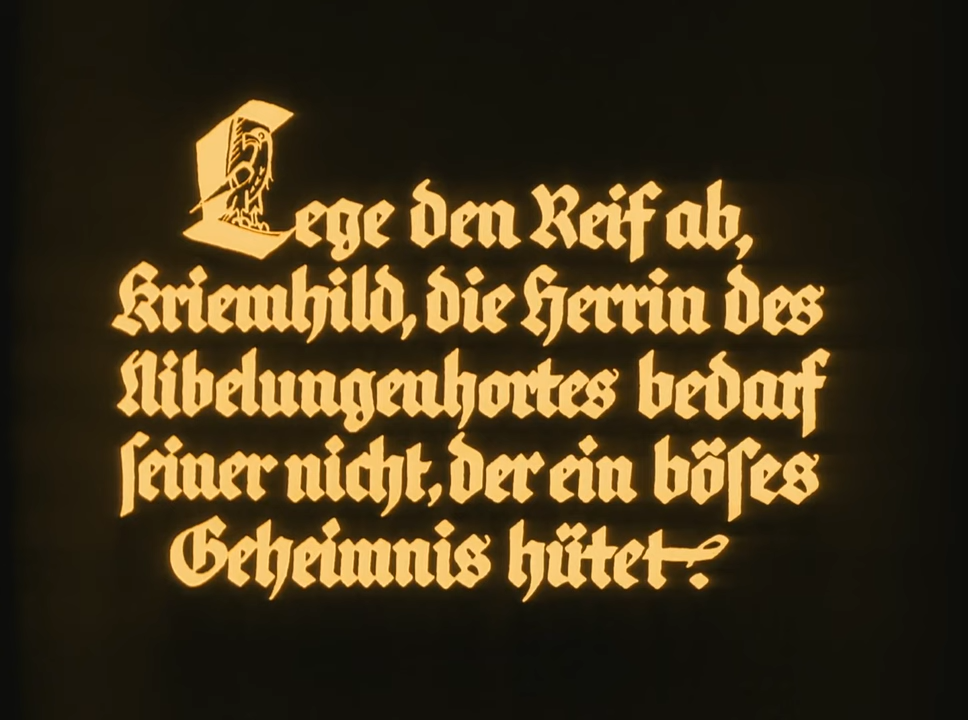 Lege den Reif ab,
Kriemhild, die Herrin des
Nibelungenhortes bedarf
ſeiner nicht, der ein böſes
Geheimnis hütet.